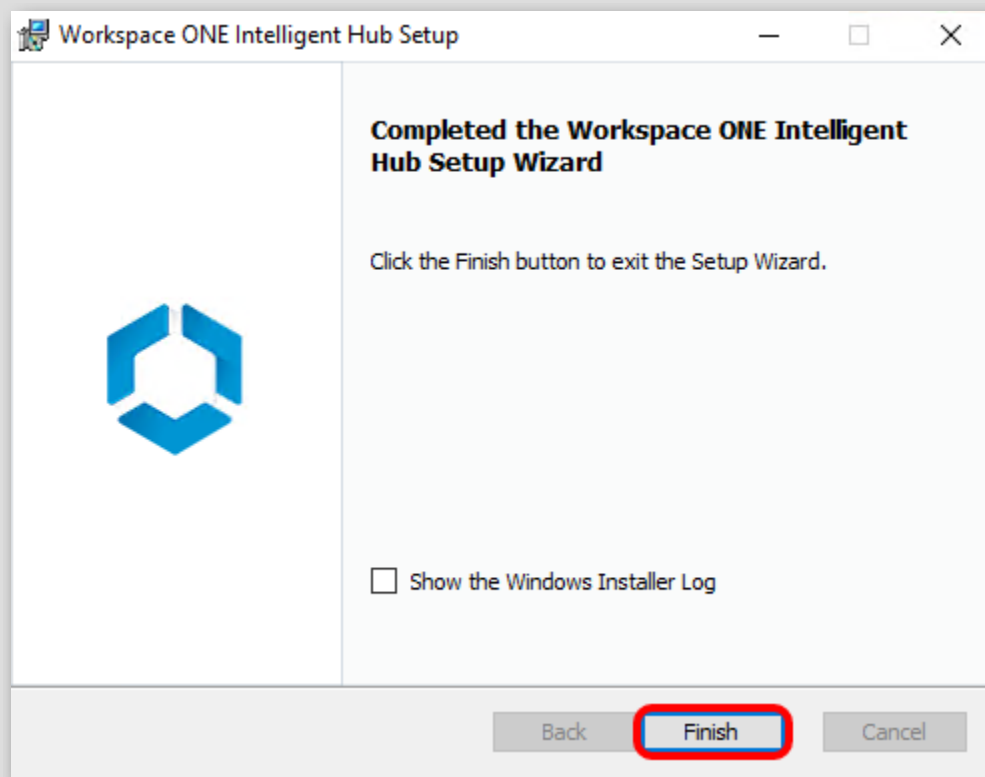 Workspace ONE Intelligent Hub Setup
Completed the Workspace ONE Intelligent
Hub Setup Wizard
Click the Finish button to exit the Setup Wizard.
Show the Windows Installer Log
Back Finish Cancel